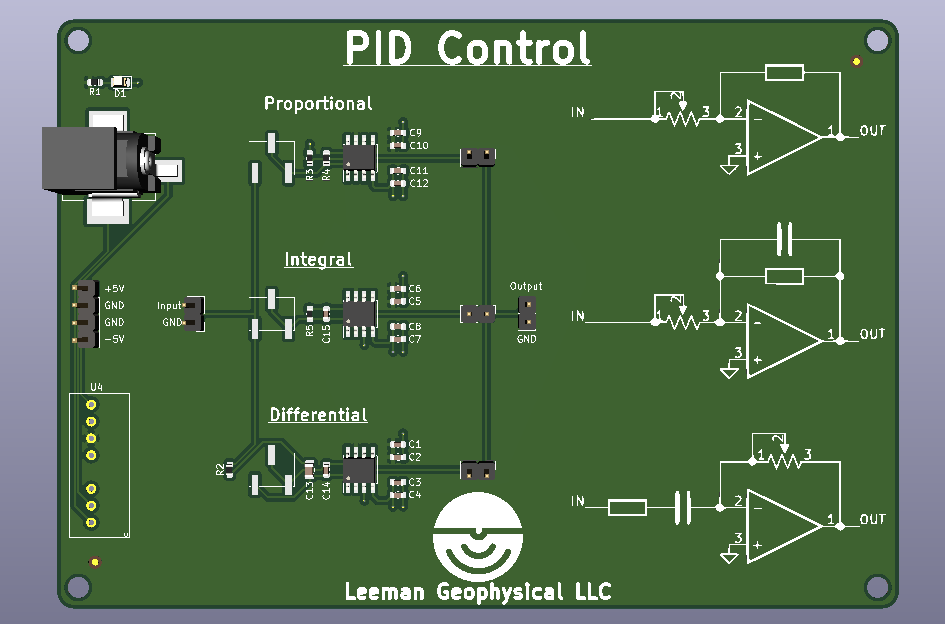 PID Control
R1
D1
Proportional
R3
R4
C9
C10
C11
C12
IN
1
2
3
2
−
3
+
1
OUT
+5V
GND
GND
-5V
Input
GND
Integral
R5
C15
C6
C5
C8
C7
Output
GND
IN
1
2
3
2
−
3
+
1
OUT
U4
Differential
R2
C13
C14
C1
C2
C3
C4
IN
1
2
3
2
−
3
+
1
OUT
Leeman Geophysical LLC